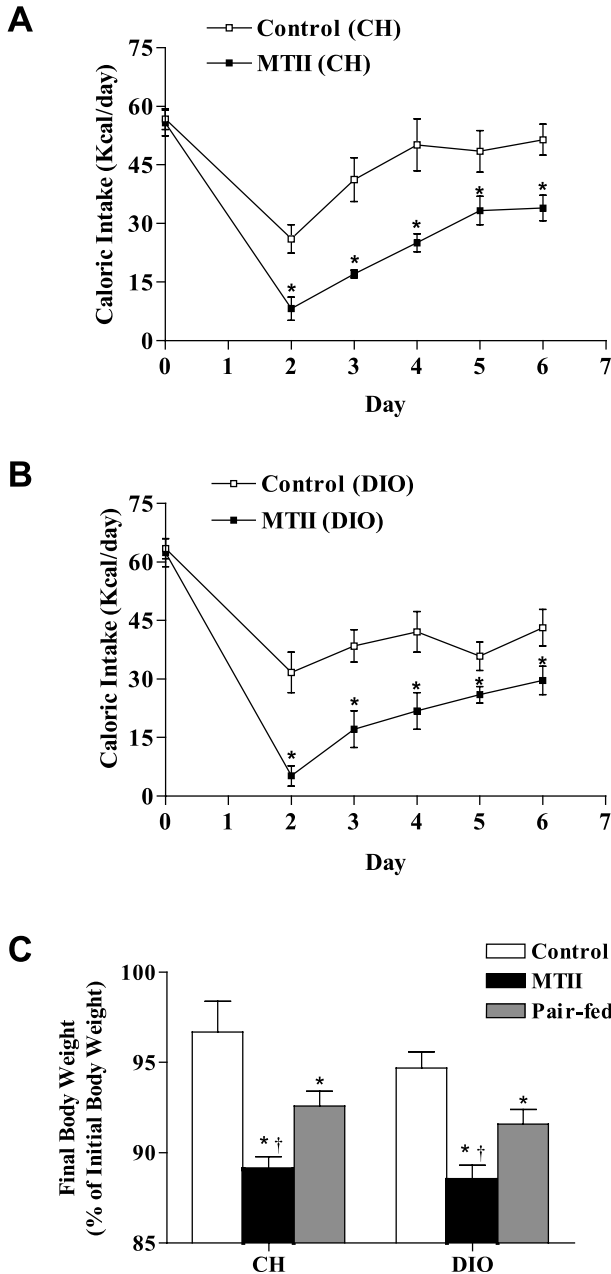 A
Control (CH)
MTII (CH)
Caloric Intake (Kcal/day)
75
60
45
30
15
0
* * * * *
0 1 2 3 4 5 6 7
Day
B
Control (DIO)
MTII (DIO)
Caloric Intake (Kcal/day)
75
60
45
30
15
0
* * * * *
0 1 2 3 4 5 6 7
Day
C
Control
MTII
Pair-fed
Final Body Weight
(% of Initial Body Weight)
100
95
90
85
* † *
* † *
CH DIO